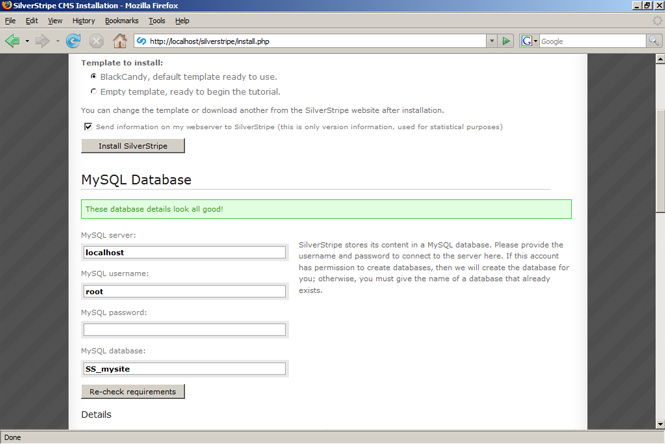 SilverStripe CMS Installation - Mozilla Firefox
File Edit View History Bookmarks Tools Help
http://localhost/silverstripe/install.php
G Google
Template to install:
BlackCandy, default template ready to use.
Empty template, ready to begin the tutorial.
You can change the template or download another from the SilverStripe website after installation.
Send information on my webserver to SilverStripe (this is only version information, used for statistical purposes)
Install SilverStripe
MySQL Database
These database details look all good!
MySQL server:
localhost
MySQL username:
root
MySQL password:
MySQL database:
SS_mysite
Re-check requirements
SilverStripe stores its content in a MySQL database. Please provide the
username and password to connect to the server here. If this account
has permission to create databases, then we will create the database for
you; otherwise, you must give the name of a database that already
exists.
Details
Done